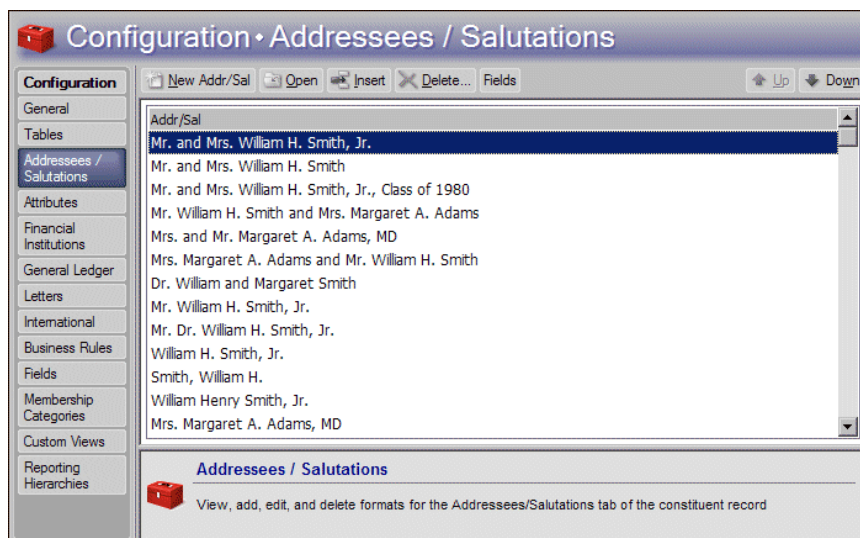 Configuration • Addressees / Salutations
Configuration
General
Tables
Addressees /
Salutations
Attributes
Financial
Institutions
General Ledger
Letters
International
Business Rules
Fields
Membership
Categories
Custom Views
Reporting
Hierarchies
New Addr/Sal Open Insert Delete... Fields Up Down
Addr/Sal
Mr. and Mrs. William H. Smith, Jr.
Mr. and Mrs. William H. Smith
Mr. and Mrs. William H. Smith, Jr., Class of 1980
Mr. William H. Smith and Mrs. Margaret A. Adams
Mrs. and Mr. Margaret A. Adams, MD
Mrs. Margaret A. Adams and Mr. William H. Smith
Dr. William and Margaret Smith
Mr. William H. Smith, Jr.
Mr. Dr. William H. Smith, Jr.
William H. Smith, Jr.
Smith, William H.
William Henry Smith, Jr.
Mrs. Margaret A. Adams, MD
Addressees / Salutations
View, add, edit, and delete formats for the Addressees/Salutations tab of the constituent record